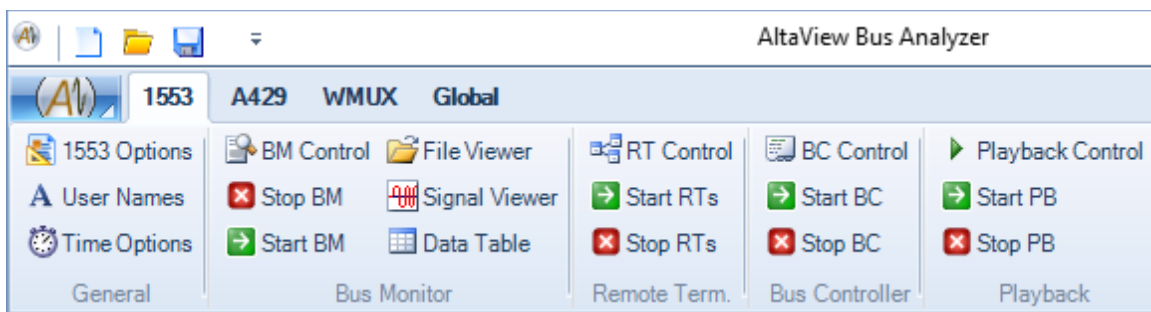 AltaView Bus Analyzer
1553 A429 WMUX Global
1553 Options BM Control File Viewer RT Control BC Control Playback Control
User Names Stop BM Signal Viewer Start RTs Start BC Start PB
Time Options Start BM Data Table Stop RTs Stop BC Stop PB
General Bus Monitor Remote Term. Bus Controller Playback